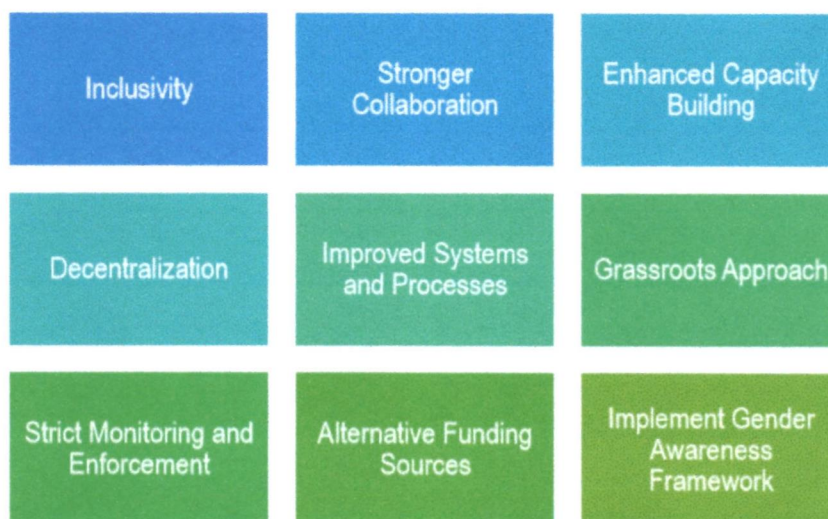 Inclusivity
Stronger
Collaboration
Enhanced Capacity
Building
Decentralization
Improved Systems
and Processes
Grassroots Approach
Strict Monitoring and
Enforcement
Alternative Funding
Sources
Implement Gender
Awareness
Framework